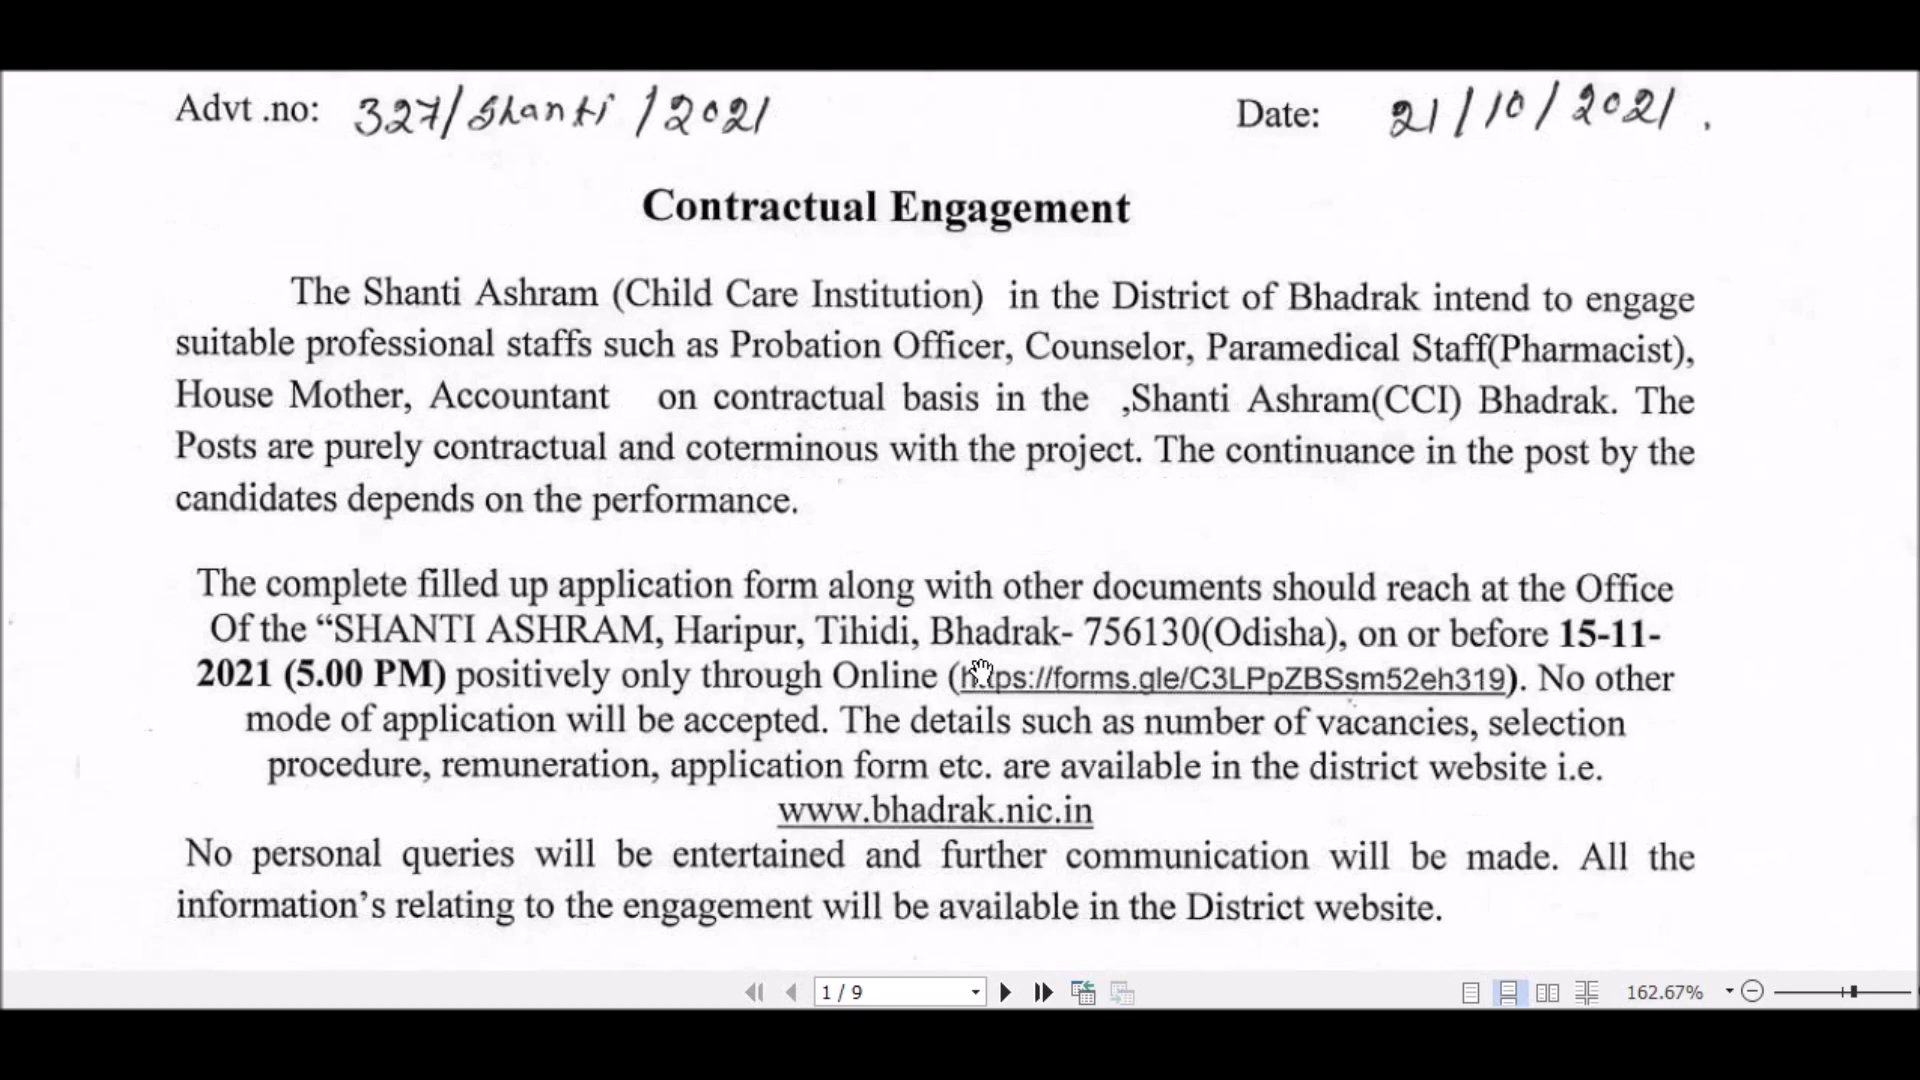 Advt .no: 327/Shanti/2021 Date: 21/10/2021.
Contractual Engagement
The Shanti Ashram (Child Care Institution) in the District of Bhadrak intend to engage
suitable professional staffs such as Probation Officer, Counselor, Paramedical Staff(Pharmacist),
House Mother, Accountant on contractual basis in the ,Shanti Ashram(CCI) Bhadrak. The
Posts are purely contractual and coterminous with the project. The continuance in the post by the
candidates depends on the performance.
The complete filled up application form along with other documents should reach at the Office
Of the “SHANTI ASHRAM, Haripur, Tihidi, Bhadrak- 756130(Odisha), on or before 15-11-
2021 (5.00 PM) positively only through Online (https://forms.gle/C3LPpZBSsm52eh319). No other
mode of application will be accepted. The details such as number of vacancies, selection
procedure, remuneration, application form etc. are available in the district website i.e.
www.bhadrak.nic.in
No personal queries will be entertained and further communication will be made. All the
information’s relating to the engagement will be available in the District website.
1 / 9 162.67%